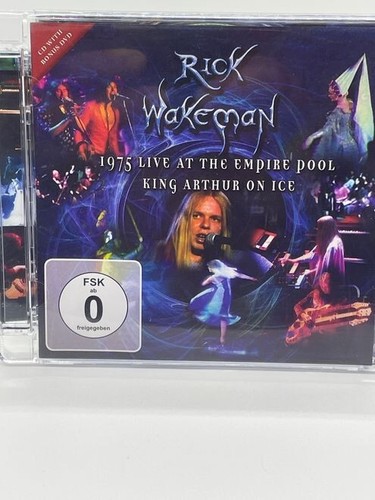 CD WITH
BONUS DVD
RICK
WAKEMAN
1975 LIVE AT THE EMPIRE POOL
KING ARTHUR ON ICE
FSK
ab
0
freigegeben